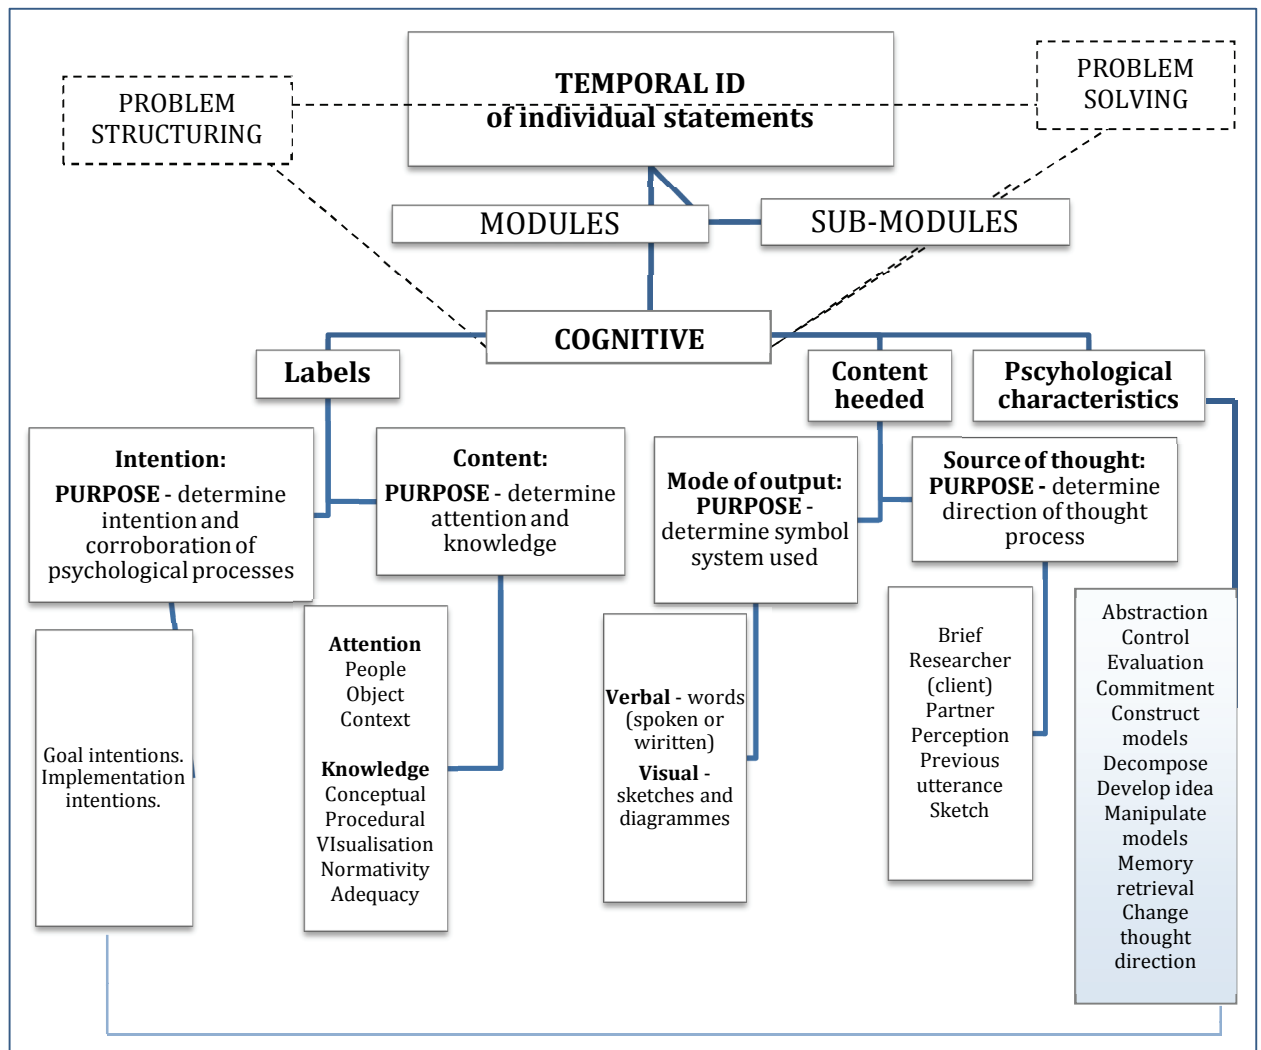 PROBLEM
STRUCTURING
TEMPORAL ID
of individual statements
PROBLEM
SOLVING
MODULES
SUB-MODULES
COGNITIVE
Labels
Content
heeded
Pscyhological
characteristics
Intention:
PURPOSE - determine
intention and
corroboration of
psychological processes
Content:
PURPOSE - determine
attention and
knowledge
Mode of output:
PURPOSE -
determine symbol
system used
Source of thought:
PURPOSE - determine
direction of thought
process
Goal intentions.
Implementation
intentions.
Attention
People
Object
Context
Knowledge
Conceptual
Procedural
VIsualisation
Normativity
Adequacy
Verbal - words
(spoken or
wiritten)
Visual -
sketches and
diagrammes
Brief
Researcher
(client)
Partner
Perception
Previous
utterance
Sketch
Abstraction
Control
Evaluation
Commitment
Construct
models
Decompose
Develop idea
Manipulate
models
Memory
retrieval
Change
thought
direction